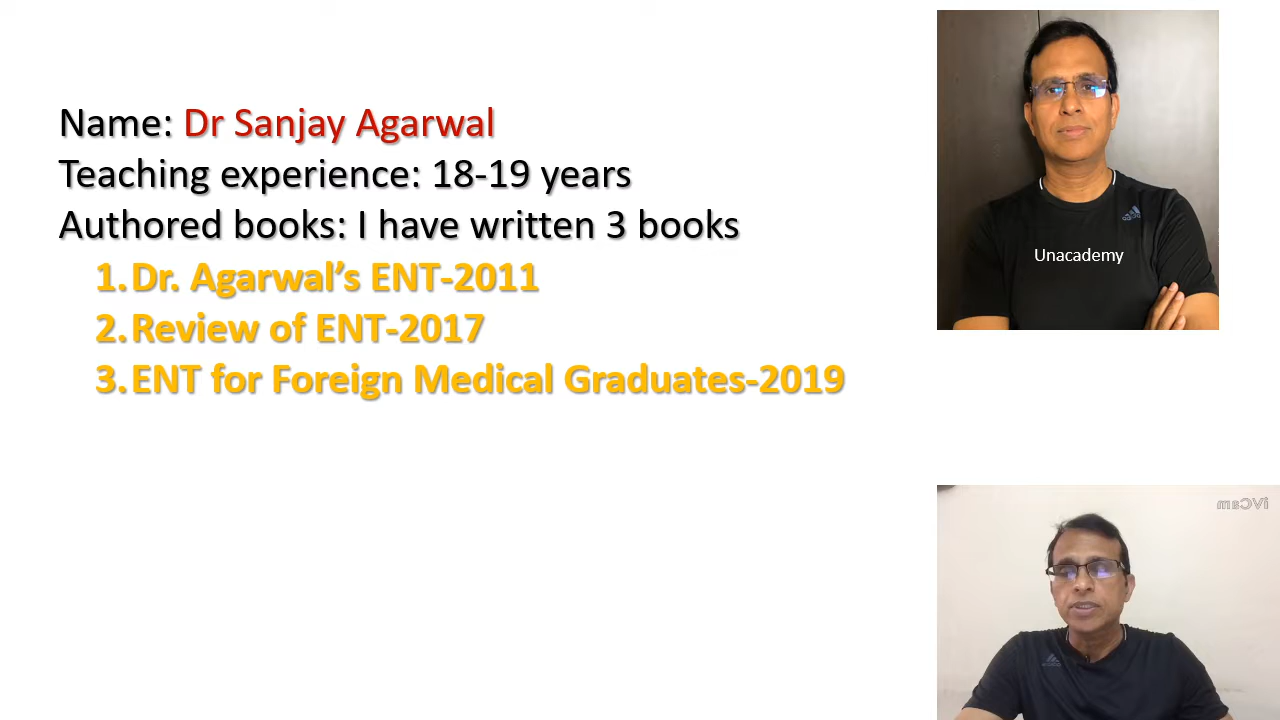 Name: Dr Sanjay Agarwal
Teaching experience: 18-19 years
Authored books: I have written 3 books
1.Dr. Agarwal’s ENT-2011
2.Review of ENT-2017
3.ENT for Foreign Medical Graduates-2019
Unacademy
iVCam